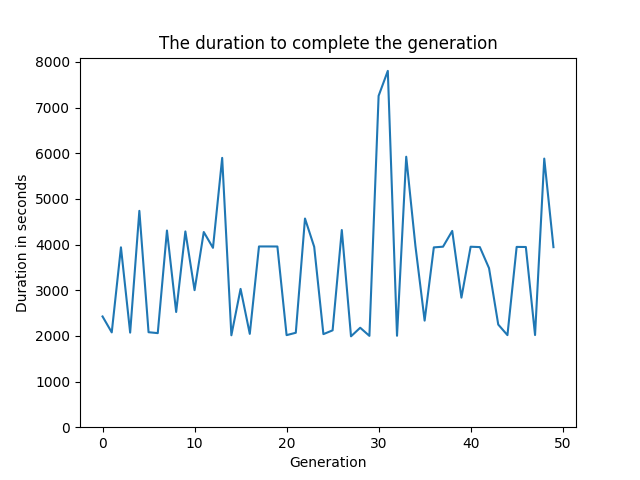 The duration to complete the generation
8000
7000
6000
5000
4000
3000
2000
1000
0
Duration in seconds
0 10 20 30 40 50
Generation